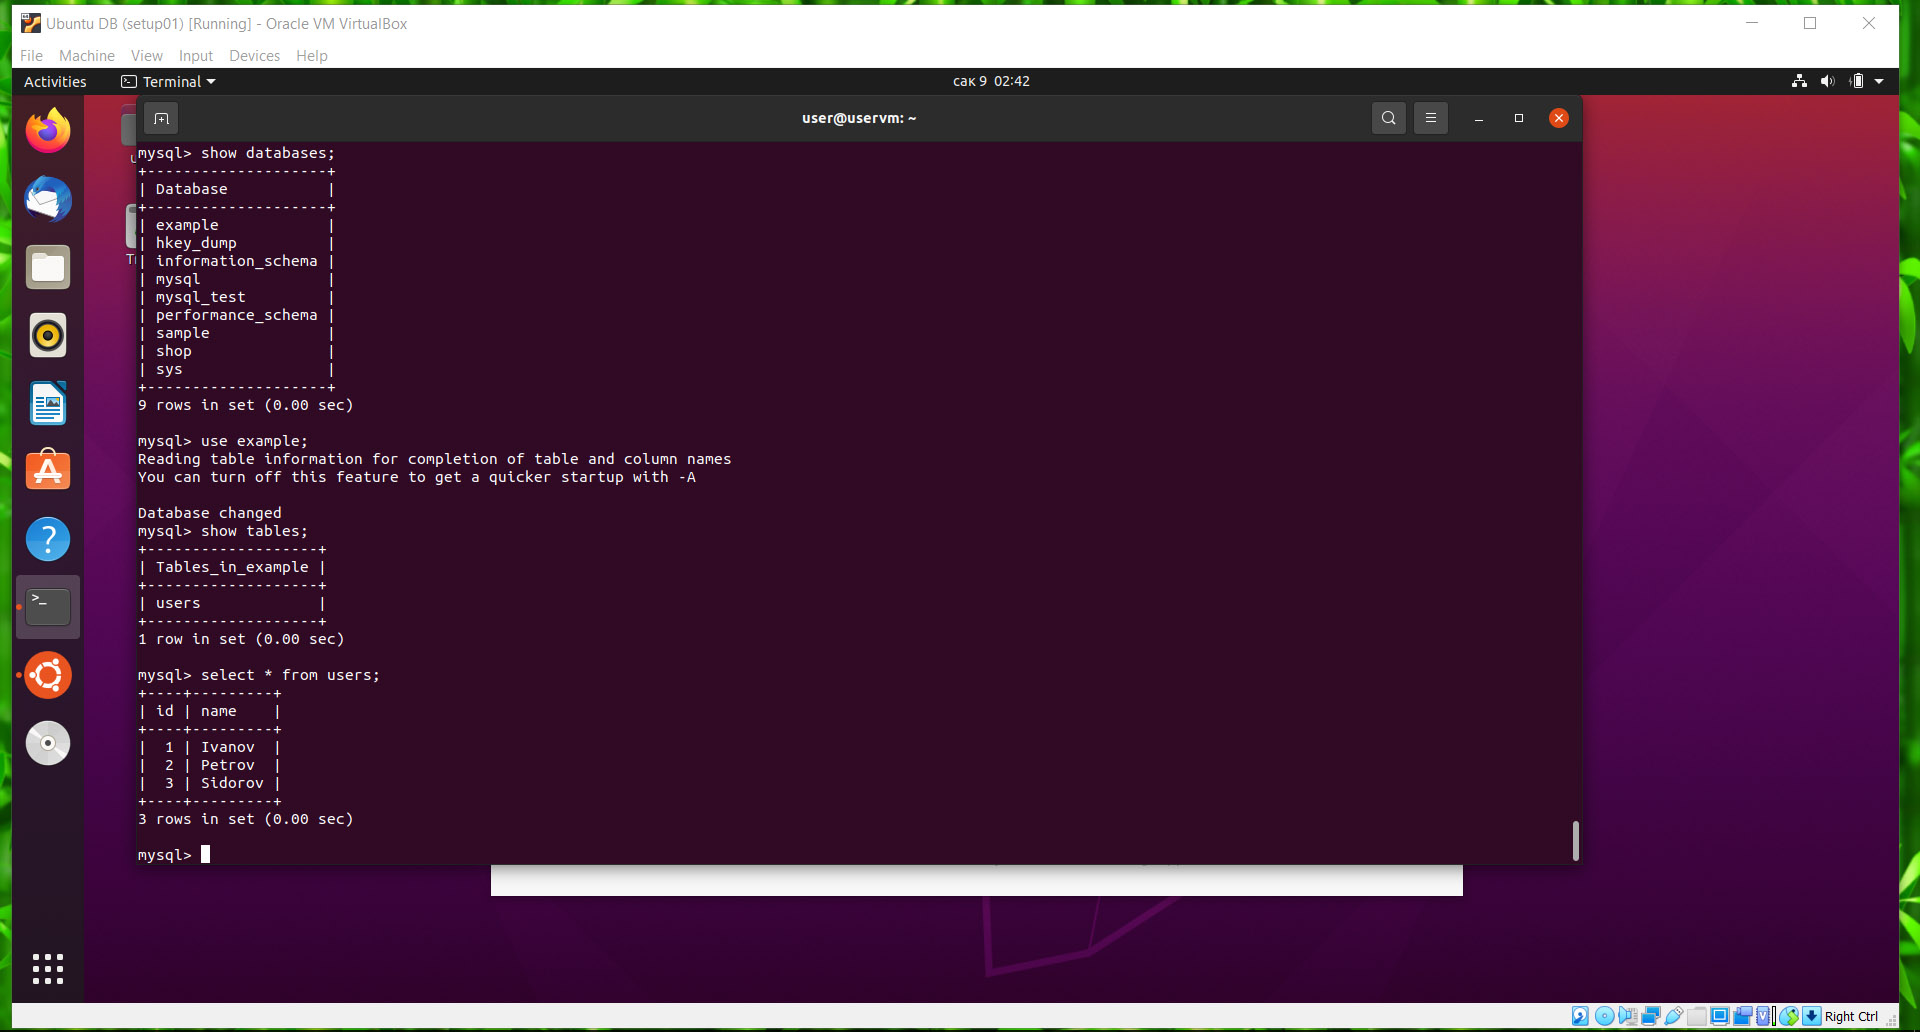 Ubuntu DB (setup01) [Running] - Oracle VM VirtualBox
File Machine View Input Devices Help
Activities Terminal сак 9 02:42
user@uservm: ~
mysql> show databases;
+--------------------+
| Database           |
+--------------------+
| example            |
| hkey_dump          |
| information_schema |
| mysql              |
| mysql_test         |
| performance_schema |
| sample             |
| shop               |
| sys                |
+--------------------+
9 rows in set (0.00 sec)
mysql> use example;
Reading table information for completion of table and column names
You can turn off this feature to get a quicker startup with -A
Database changed
mysql> show tables;
+-------------------+
| Tables_in_example |
+-------------------+
| users             |
+-------------------+
1 row in set (0.00 sec)
mysql> select * from users;
+----+---------+
| id | name    |
+----+---------+
|  1 | Ivanov  |
|  2 | Petrov  |
|  3 | Sidorov |
+----+---------+
3 rows in set (0.00 sec)
mysql>
Right Ctrl